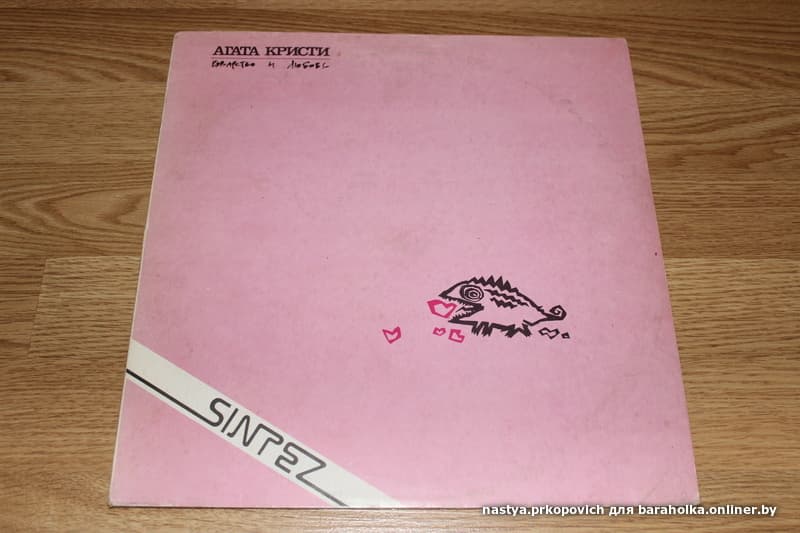 АГАТА КРИСТИ
КОВАРСТВО И ЛЮБОВЬ
SINTEZ
nastya.prkopovich для baraholka.onliner.by